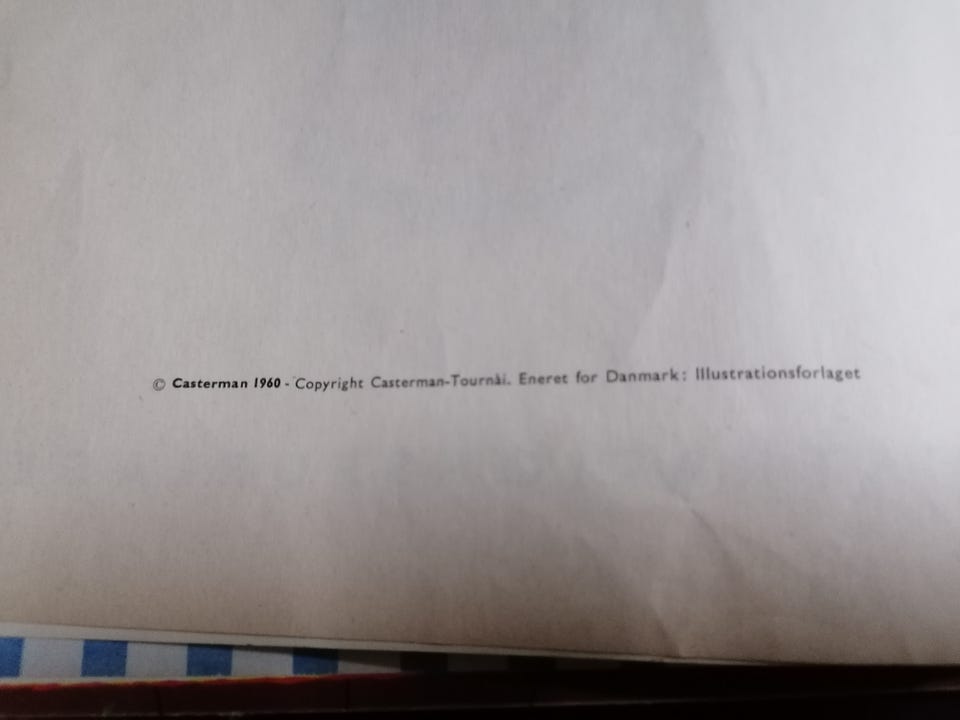 © Casterman 1960 - Copyright Casterman-Tournai. Eneret for Danmark: Illustrationsforlaget